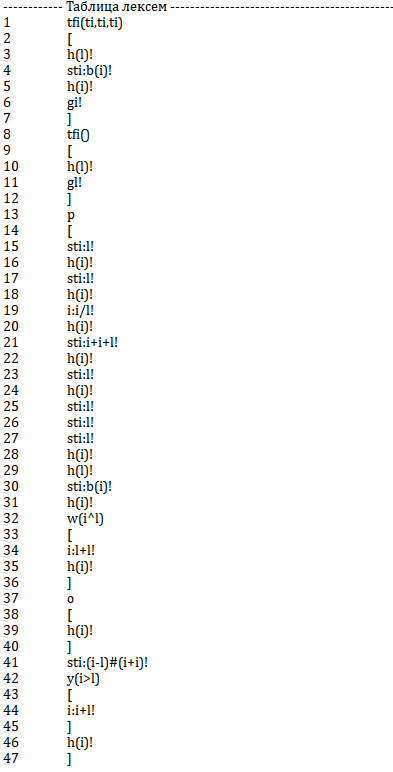 ------------ Таблица лексем ---------------------------------------------
1 tfi(ti,ti,ti)
2 [
3 h(l)!
4 sti:b(i)!
5 h(i)!
6 gi!
7 ]
8 tfi()
9 [
10 h(l)!
11 gl!
12 ]
13 p
14 [
15 sti:l!
16 h(i)!
17 sti:l!
18 h(i)!
19 i:i/l!
20 h(i)!
21 sti:i+i+l!
22 h(i)!
23 sti:l!
24 h(i)!
25 sti:l!
26 sti:l!
27 sti:l!
28 h(i)!
29 h(l)!
30 sti:b(i)!
31 h(i)!
32 w(i^l)
33 [
34 i:l+l!
35 h(i)!
36 ]
37 o
38 [
39 h(i)!
40 ]
41 sti:(i-l)#(i+i)!
42 y(i>l)
43 [
44 i:i+l!
45 ]
46 h(i)!
47 ]